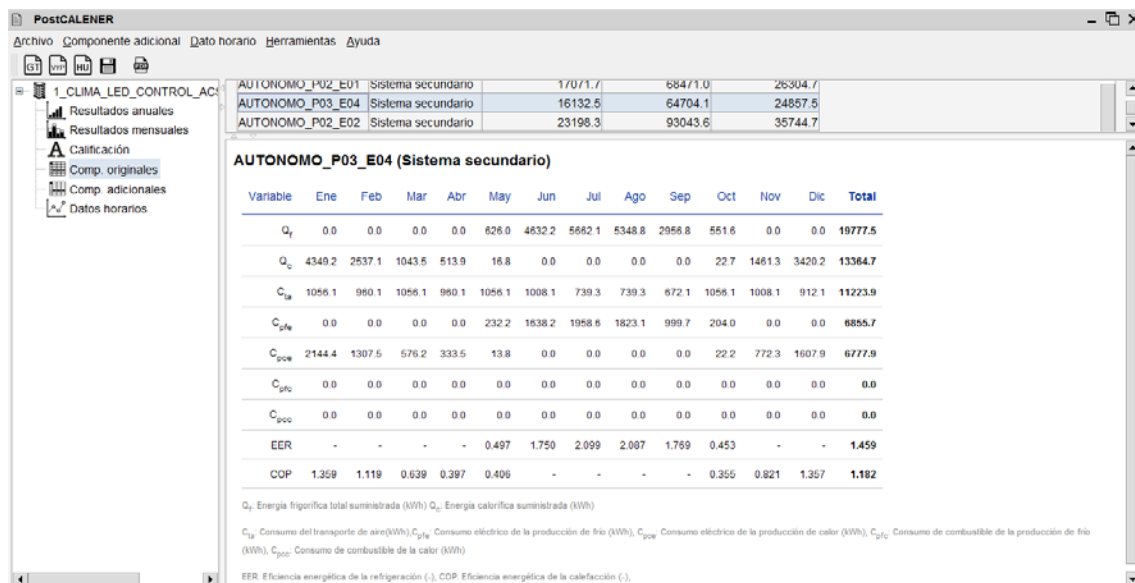 PostCALENER
Archivo Componente adicional Dato horario Herramientas Ayuda
GT VYP HU PDF
1_CLIMA_LED_CONTROL_ACS
Resultados anuales
Resultados mensuales
Calificación
Comp. originales
Comp. adicionales
Datos horarios
AUTONOMO_P02_E01 Sistema secundario 17071.7 68471.0 26304.7
AUTONOMO_P03_E04 Sistema secundario 16132.5 64704.1 24857.5
AUTONOMO_P02_E02 Sistema secundario 23198.3 93043.6 35744.7
AUTONOMO_P03_E04 (Sistema secundario)
Variable Ene Feb Mar Abr May Jun Jul Ago Sep Oct Nov Dic Total
Qf 0.0 0.0 0.0 0.0 626.0 4632.2 5662.1 5348.8 2956.8 551.6 0.0 0.0 19777.5
Qc 4349.2 2537.1 1043.5 513.9 16.8 0.0 0.0 0.0 0.0 22.7 1461.3 3420.2 13364.7
Cta 1056.1 960.1 1056.1 960.1 1056.1 1008.1 739.3 739.3 672.1 1056.1 1008.1 912.1 11223.9
Cpfe 0.0 0.0 0.0 0.0 232.2 1638.2 1958.6 1823.1 999.7 204.0 0.0 0.0 6855.7
Cpce 2144.4 1307.5 576.2 333.5 13.8 0.0 0.0 0.0 0.0 22.2 772.3 1607.9 6777.9
Cpfc 0.0 0.0 0.0 0.0 0.0 0.0 0.0 0.0 0.0 0.0 0.0 0.0 0.0
Cpcc 0.0 0.0 0.0 0.0 0.0 0.0 0.0 0.0 0.0 0.0 0.0 0.0 0.0
EER - - - - 0.497 1.750 2.099 2.087 1.769 0.453 - - 1.459
COP 1.359 1.119 0.639 0.397 0.406 - - - - 0.355 0.821 1.357 1.182
Qf: Energía frigorífica total suministrada (kWh) Qc: Energía calorífica suministrada (kWh)
Cta: Consumo del transporte de aire(kWh),Cpfe: Consumo eléctrico de la producción de frío (kWh), Cpce: Consumo eléctrico de la producción de calor (kWh), Cpfc: Consumo de combustible de la producción de frío
(kWh), Cpcc: Consumo de combustible de la calor (kWh)
EER: Eficiencia energética de la refrigeración (-), COP: Eficiencia energética de la calefacción (-),